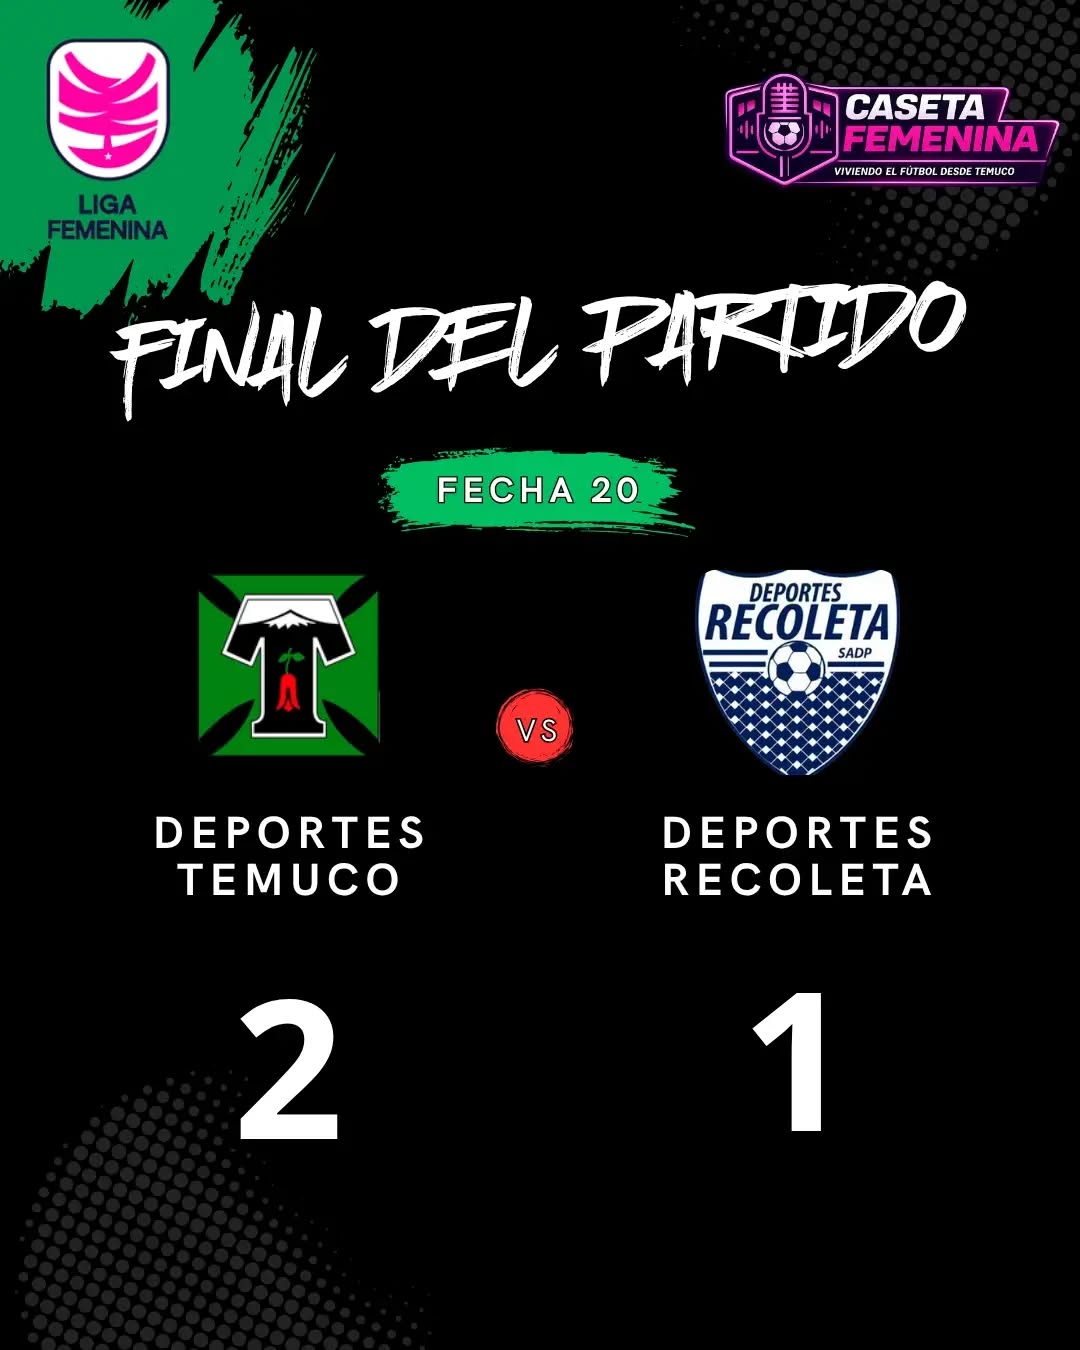 LIGA
FEMENINA
CASETA
FEMENINA
VIVIENDO EL FÚTBOL DESDE TEMUCO
FINAL DEL PARTIDO
FECHA 20
T
DEPORTES
RECOLETA
SADP
VS
DEPORTES
TEMUCO
DEPORTES
RECOLETA
2
1